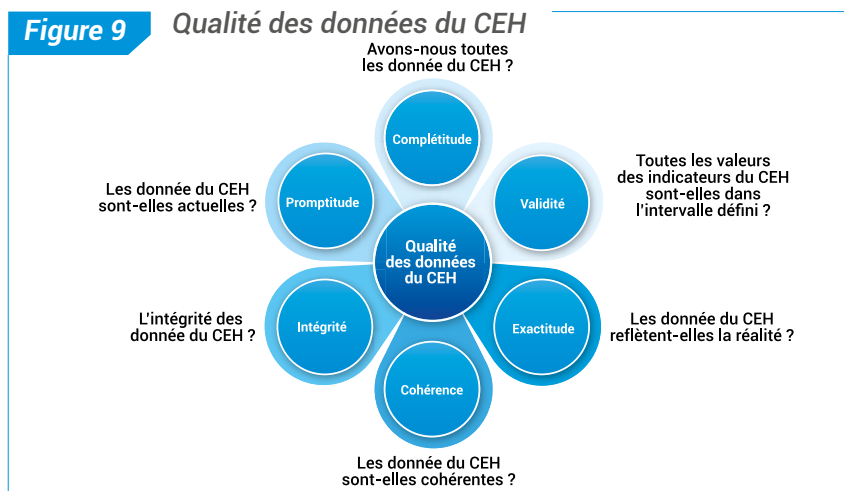 Figure 9
Qualité des données du CEH
Avons-nous toutes
les donnée du CEH ?
Complétitude
Toutes les valeurs
des indicateurs du CEH
sont-elles dans
l'intervalle défini ?
Validité
Les donnée du CEH
reflètent-elles la réalité ?
Exactitude
Les donnée du CEH
sont-elles cohérentes ?
Cohérence
L'intégrité des
donnée du CEH ?
Intégrité
Les donnée du CEH
sont-elles actuelles ?
Promptitude
Qualité
des données
du CEH